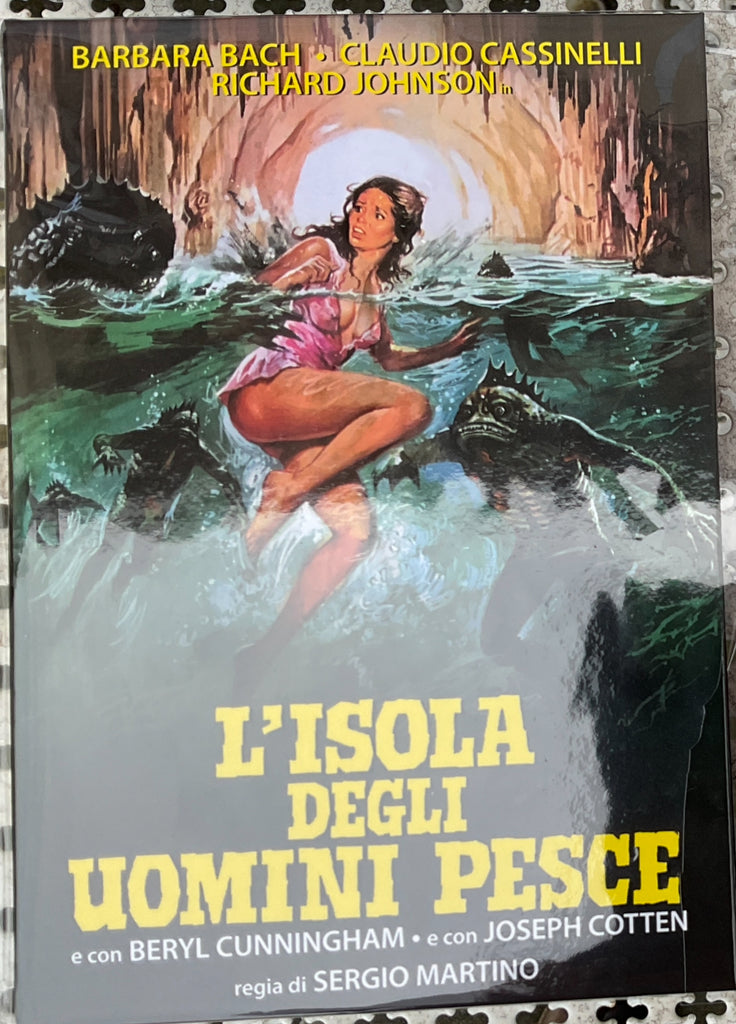 BARBARA BACH • CLAUDIO CASSINELLI
RICHARD JOHNSON in
L'ISOLA
DEGLI
UOMINI PESCE
e con BERYL CUNNINGHAM • e con JOSEPH COTTEN
regia di SERGIO MARTINO